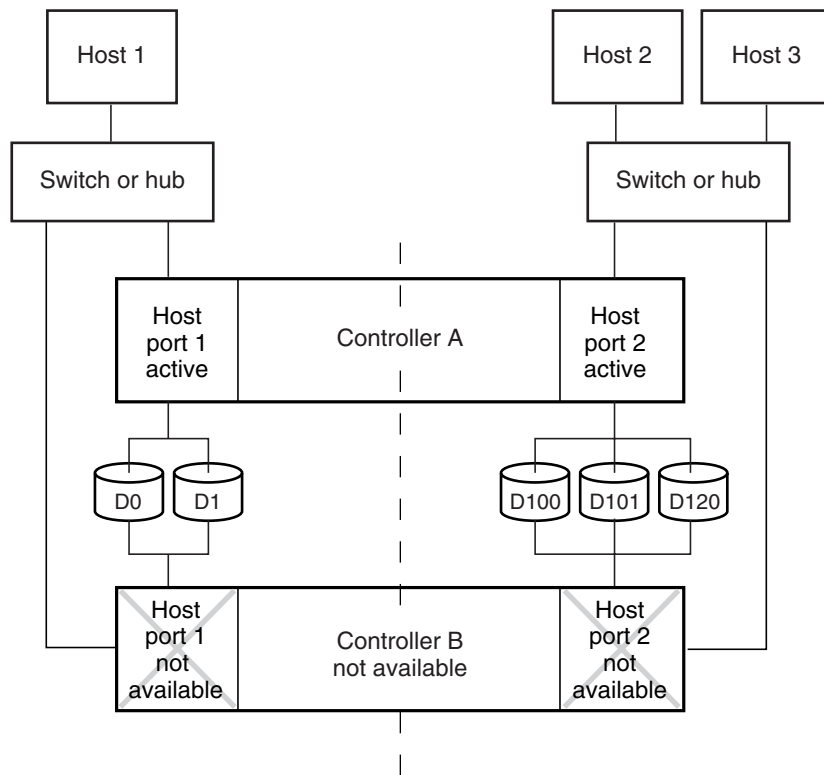 Host 1
Host 2
Host 3
Switch or hub
Switch or hub
Host
port 1
active
Controller A
Host
port 2
active
D0
D1
D100
D101
D120
Host
port 1
not
available
Controller B
not available
Host
port 2
not
available